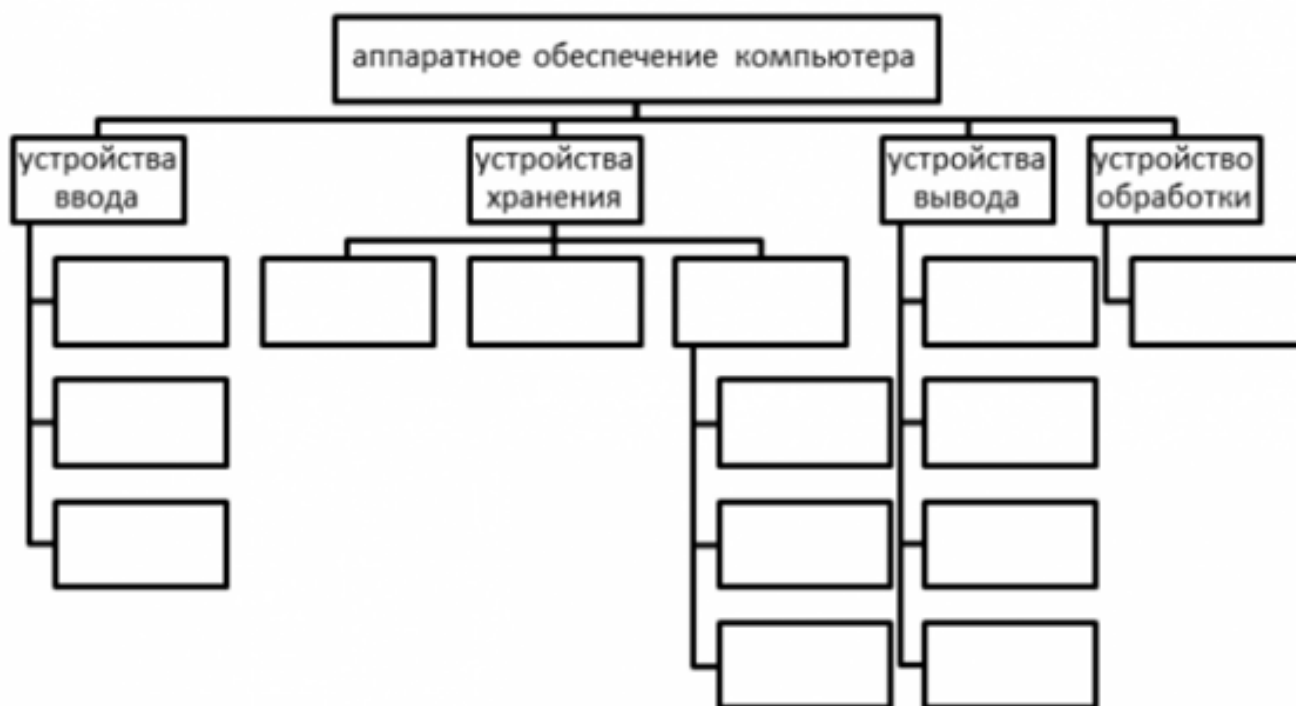 аппаратное обеспечение компьютера
устройства
ввода
устройства
хранения
устройства
вывода
устройство
обработки